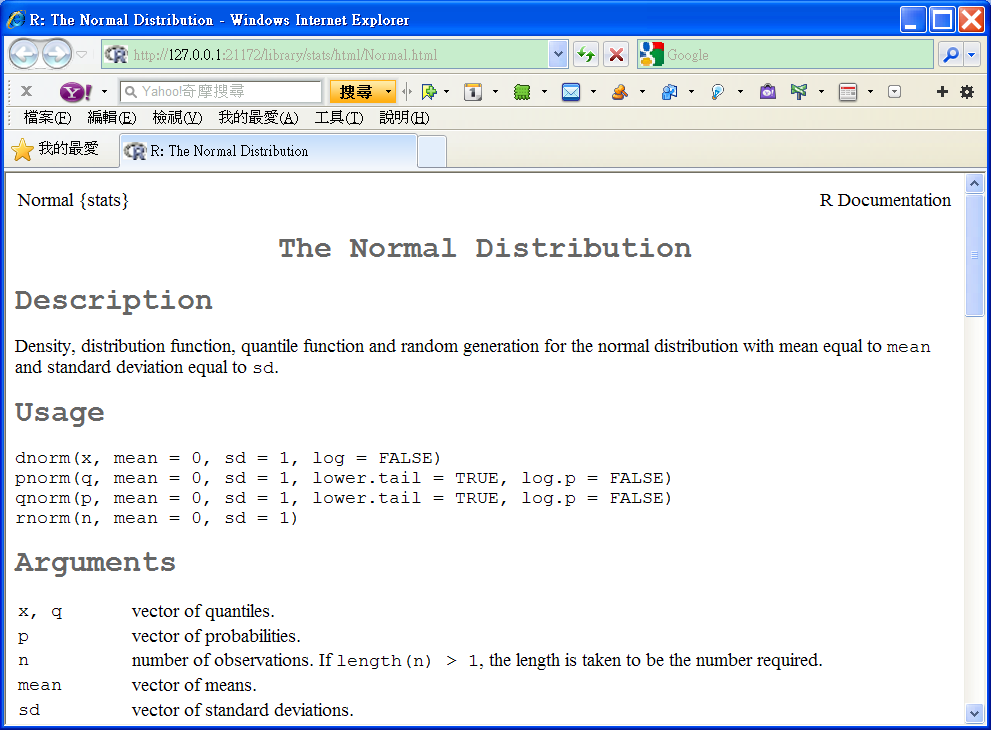 R: The Normal Distribution - Windows Internet Explorer
http://127.0.0.1:21172/library/stats/html/Normal.html
Google
X Y! Yahoo!奇摩搜尋 搜尋
檔案(F) 編輯(E) 檢視(V) 我的最愛(A) 工具(T) 說明(H)
我的最愛 R: The Normal Distribution
Normal {stats} R Documentation
The Normal Distribution
Description
Density, distribution function, quantile function and random generation for the normal distribution with mean equal to mean
and standard deviation equal to sd.
Usage
dnorm(x, mean = 0, sd = 1, log = FALSE)
pnorm(q, mean = 0, sd = 1, lower.tail = TRUE, log.p = FALSE)
qnorm(p, mean = 0, sd = 1, lower.tail = TRUE, log.p = FALSE)
rnorm(n, mean = 0, sd = 1)
Arguments
x, q vector of quantiles.
p vector of probabilities.
n number of observations. If length(n) > 1, the length is taken to be the number required.
mean vector of means.
sd vector of standard deviations.